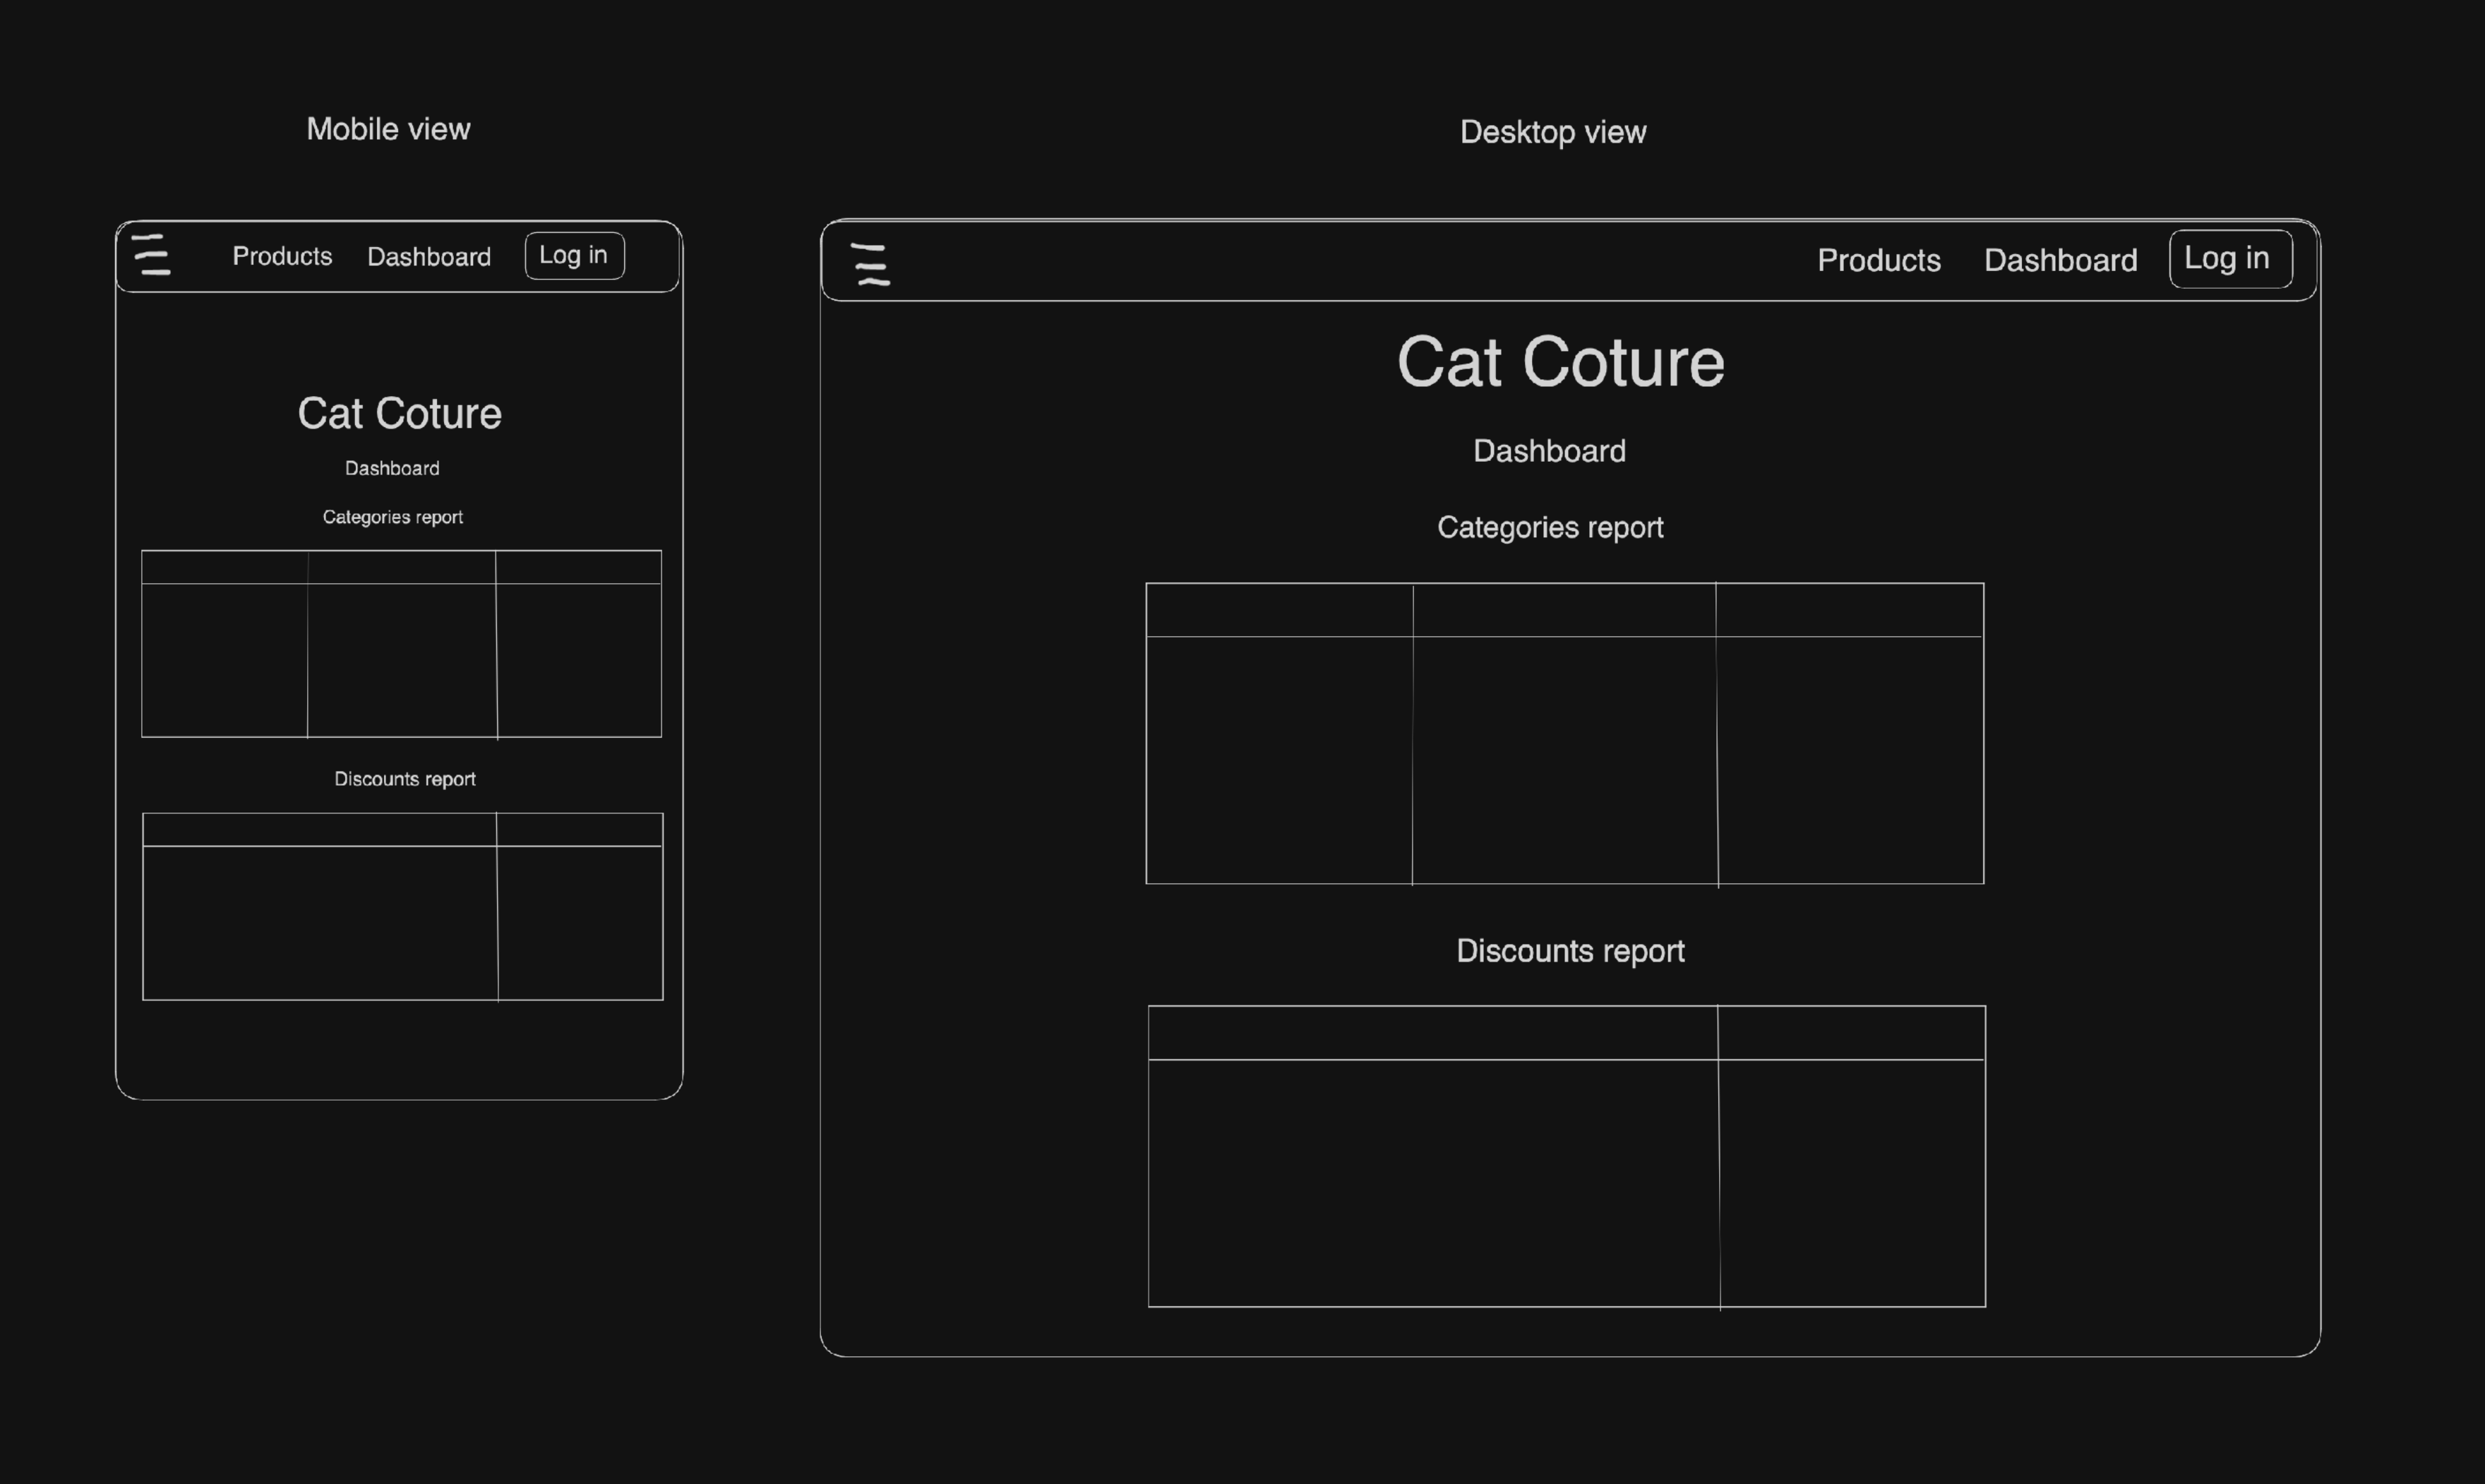 Mobile view
Products Dashboard Log in
Cat Coture
Dashboard
Categories report
Discounts report
Desktop view
Products Dashboard Log in
Cat Coture
Dashboard
Categories report
Discounts report